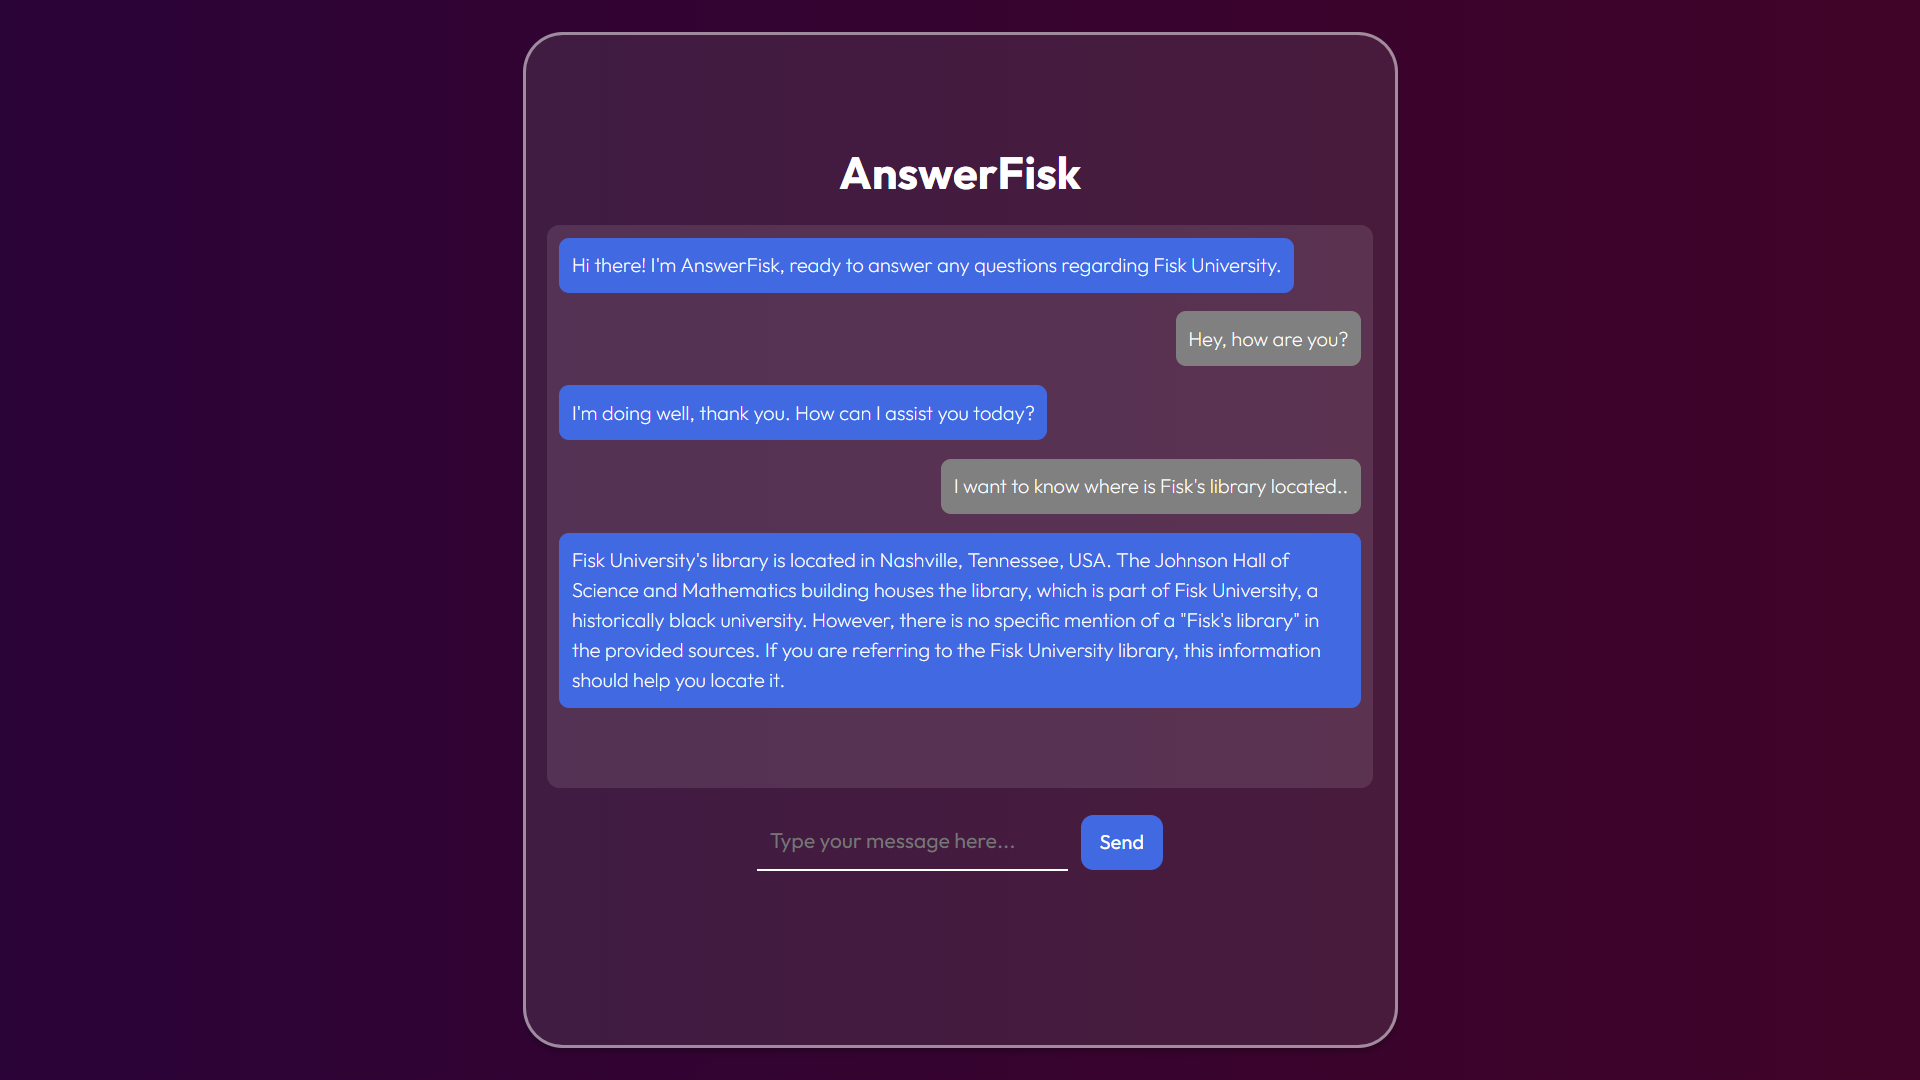 AnswerFisk
Hi there! I'm AnswerFisk, ready to answer any questions regarding Fisk University.
Hey, how are you?
I'm doing well, thank you. How can I assist you today?
I want to know where is Fisk's library located..
Fisk University's library is located in Nashville, Tennessee, USA. The Johnson Hall of
Science and Mathematics building houses the library, which is part of Fisk University, a
historically black university. However, there is no specific mention of a "Fisk's library" in
the provided sources. If you are referring to the Fisk University library, this information
should help you locate it.
Type your message here...
Send